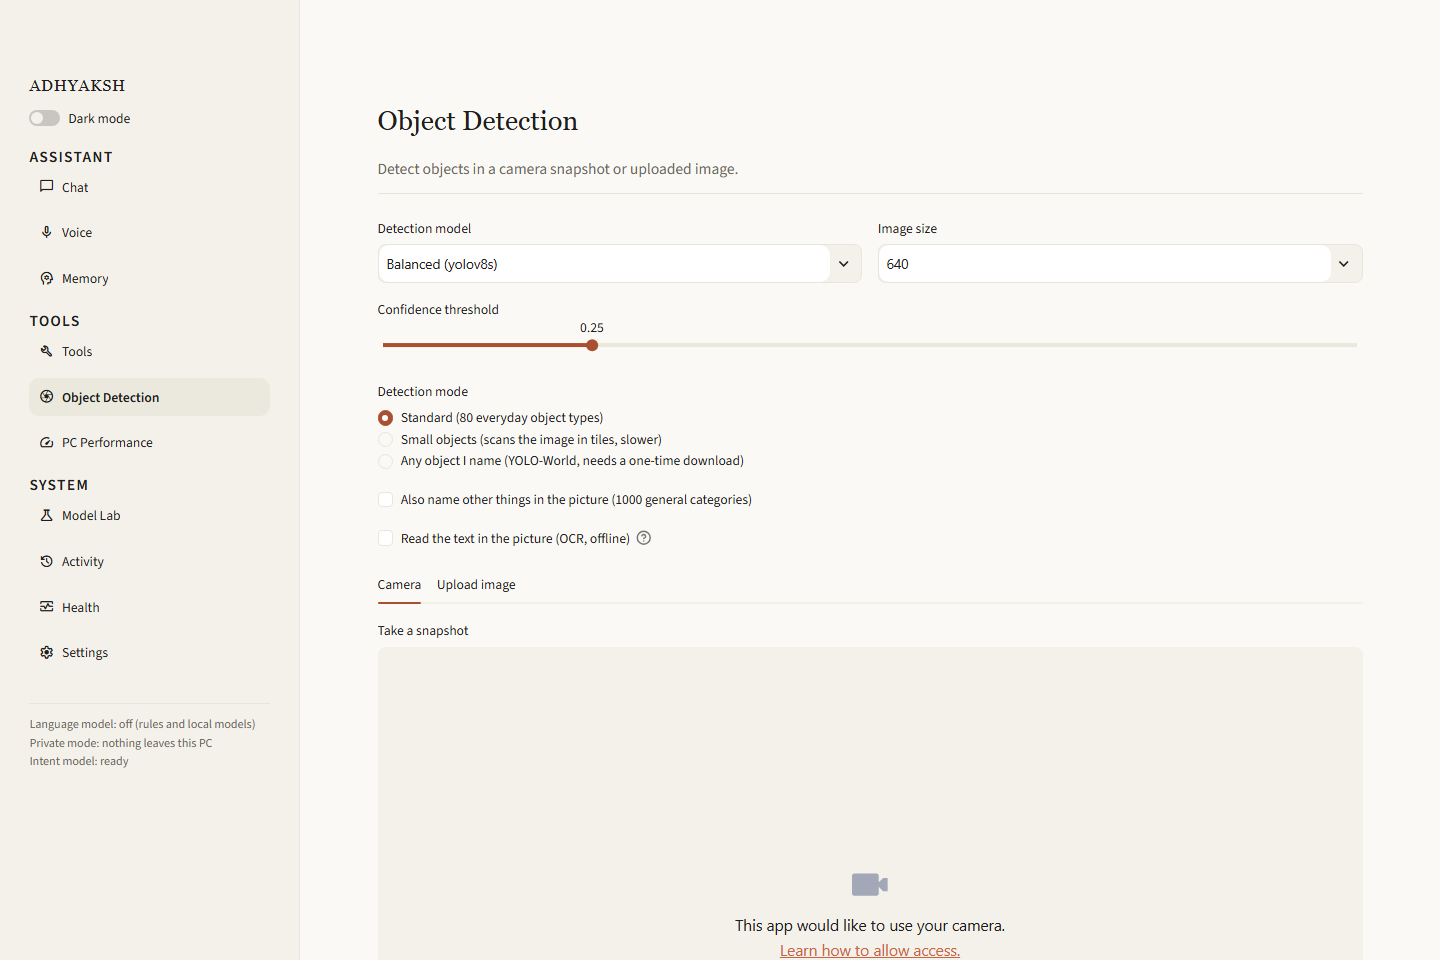 ADHYAKSH
Dark mode
ASSISTANT
Chat
Voice
Memory
TOOLS
Tools
Object Detection
PC Performance
SYSTEM
Model Lab
Activity
Health
Settings
Language model: off (rules and local models)
Private mode: nothing leaves this PC
Intent model: ready
Object Detection
Detect objects in a camera snapshot or uploaded image.
Detection model
Balanced (yolov8s)
Image size
640
Confidence threshold
0.25
Detection mode
Standard (80 everyday object types)
Small objects (scans the image in tiles, slower)
Any object I name (YOLO-World, needs a one-time download)
Also name other things in the picture (1000 general categories)
Read the text in the picture (OCR, offline)
Camera
Upload image
Take a snapshot
This app would like to use your camera.
Learn how to allow access.